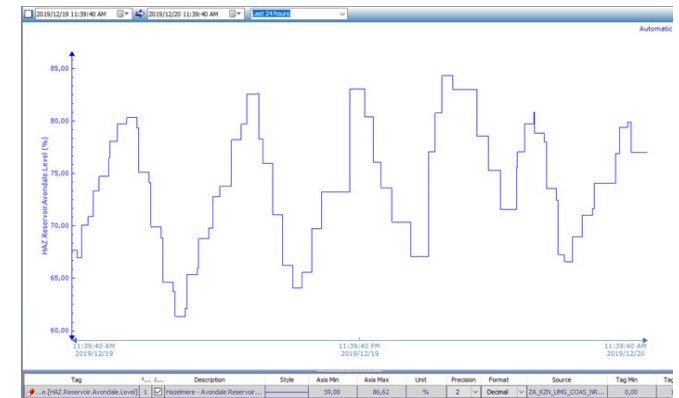 2019/12/19 11:39:40 AM 2019/12/20 11:39:40 AM Last 24 hours
Automatic
85,00
80,00
75,00
70,00
65,00
60,00
HAZ.Reservoir.Avondale.Level (%)
11:39:40 AM 11:39:40 PM 11:39:40 AM
2019/12/19 2019/12/19 2019/12/20
Tag Description Style Axis Min Axis Max Unit Precision Format Source Tag Min Tag
...e.[HAZ.Reservoir.Avondale.Level] 1 Hazelmere - Avondale Reservoir... 59,08 86,62 % 2 Decimal ZA_KZN_UMG_COAS_NR... 0,00 1